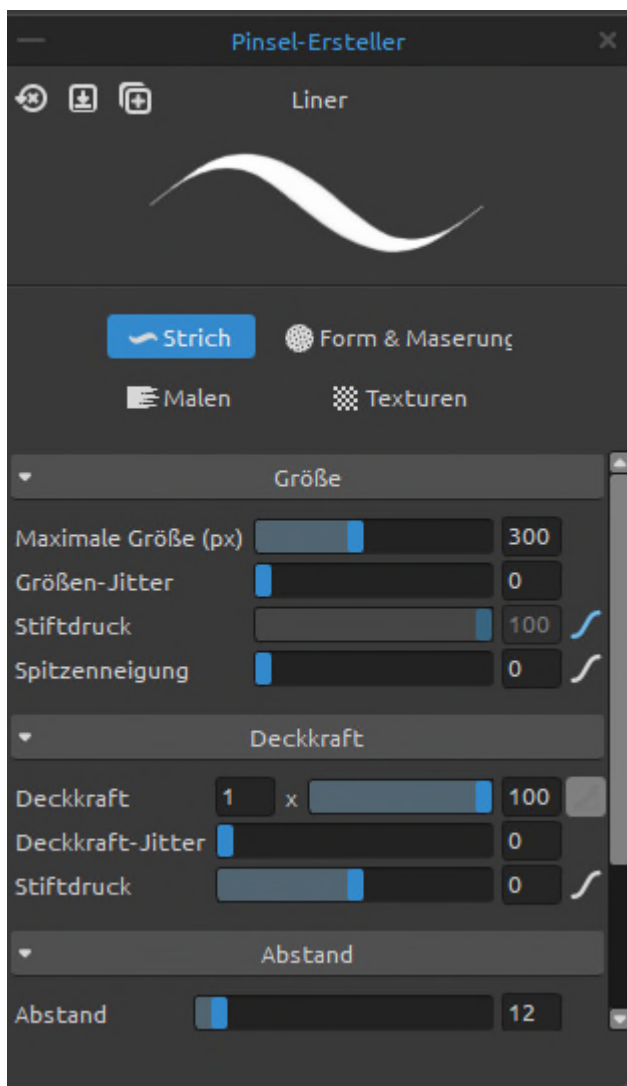 Pinsel-Ersteller
Liner
Strich Form & Maserung
Malen Texturen
Größe
Maximale Größe (px) 300
Größen-Jitter 0
Stiftdruck 100
Spitzenneigung 0
Deckkraft
Deckkraft 1 x 100
Deckkraft-Jitter 0
Stiftdruck 0
Abstand
Abstand 12